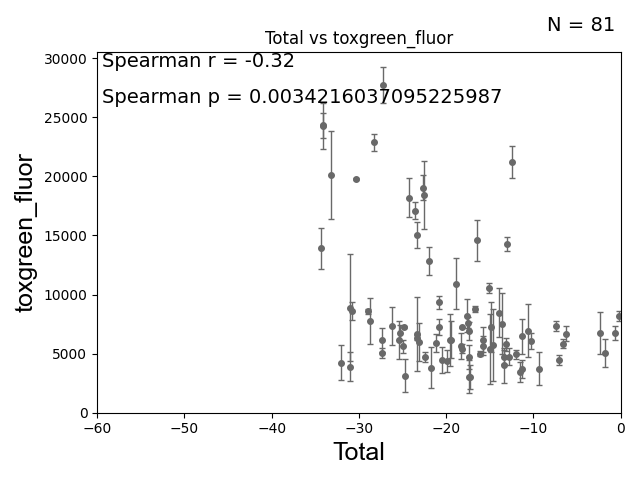 N = 81
Total vs toxgreen_fluor
Spearman r = -0.32
Spearman p = 0.0034216037095225987
toxgreen_fluor
30000
25000
20000
15000
10000
5000
0
−60 −50 −40 −30 −20 −10 0
Total